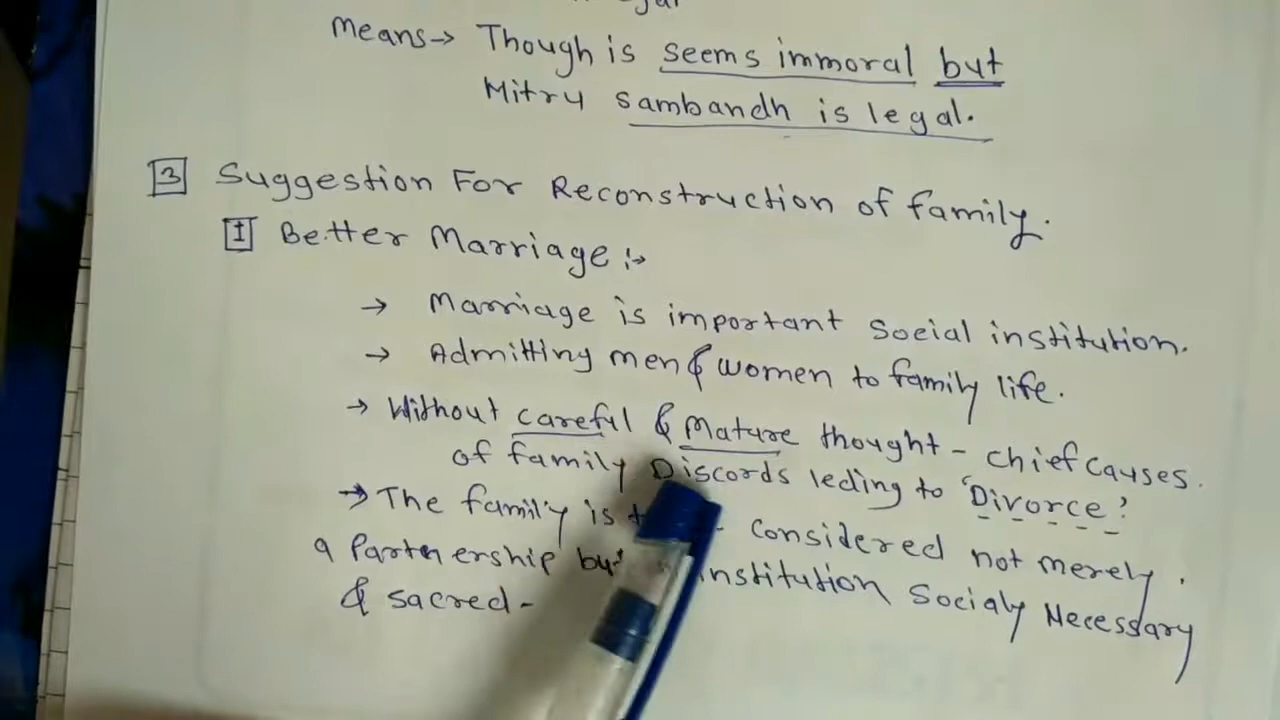 Means→ Though is seems immoral but
Mitru sambandh is legal.
3 Suggestion For Reconstruction of family.
I Better Marriage :→
→ Marriage is important Social institution.
→ Admitting men & women to family life.
→ Without careful & Mature thought - chief causes.
of family Discords leding to 'Divorce'
→ The family is considered not merely.
a Partnership but institution Socialy Necessary
& sacred-